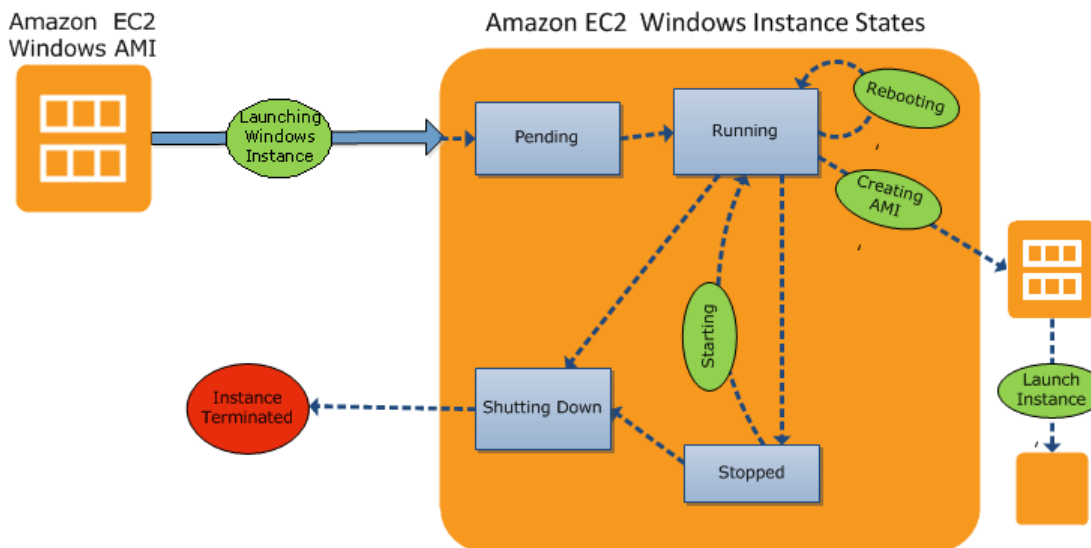 Amazon EC2
Windows AMI
Amazon EC2 Windows Instance States
Launching
Windows
Instance
Pending
Running
Rebooting
Creating
AMI
Starting
Shutting Down
Stopped
Instance
Terminated
Launch
Instance